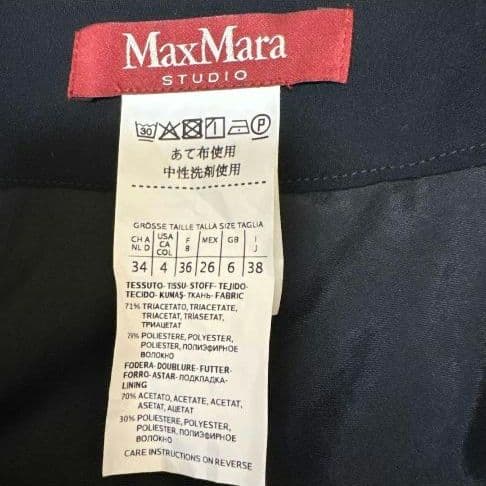 MaxMara
STUDIO
30
あて布使用
中性洗剤使用
GRÖSSE TAILLE TALLA SIZE TAGLIA
CH A NL D USA CA COL F B MEX GB I J
34 4 36 26 6 38
TESSUTO- TISSU- STOFF- TEJIDO-
TECIDO- KUMAŞ- ТКАНЬ- FABRIC
71% TRIACETATO, TRIACETATE,
TRIACETAT, TRIASETAT,
ТРИАЦЕТАТ
29% POLIESTERE, POLYESTER,
POLIESTER, ПОЛИЭФИРНОЕ
ВОЛОКНО
FODERA- DOUBLURE- FUTTER-
FORRO- ASTAR- ПОДКЛАДКА-
LINING
70% ACETATO, ACETATE, ACETAT,
ASETAT, АЦЕТАТ
30% POLIESTERE, POLYESTER,
POLIESTER, ПОЛИЭФИРНОЕ
ВОЛОКНО
CARE INSTRUCTIONS ON REVERSE